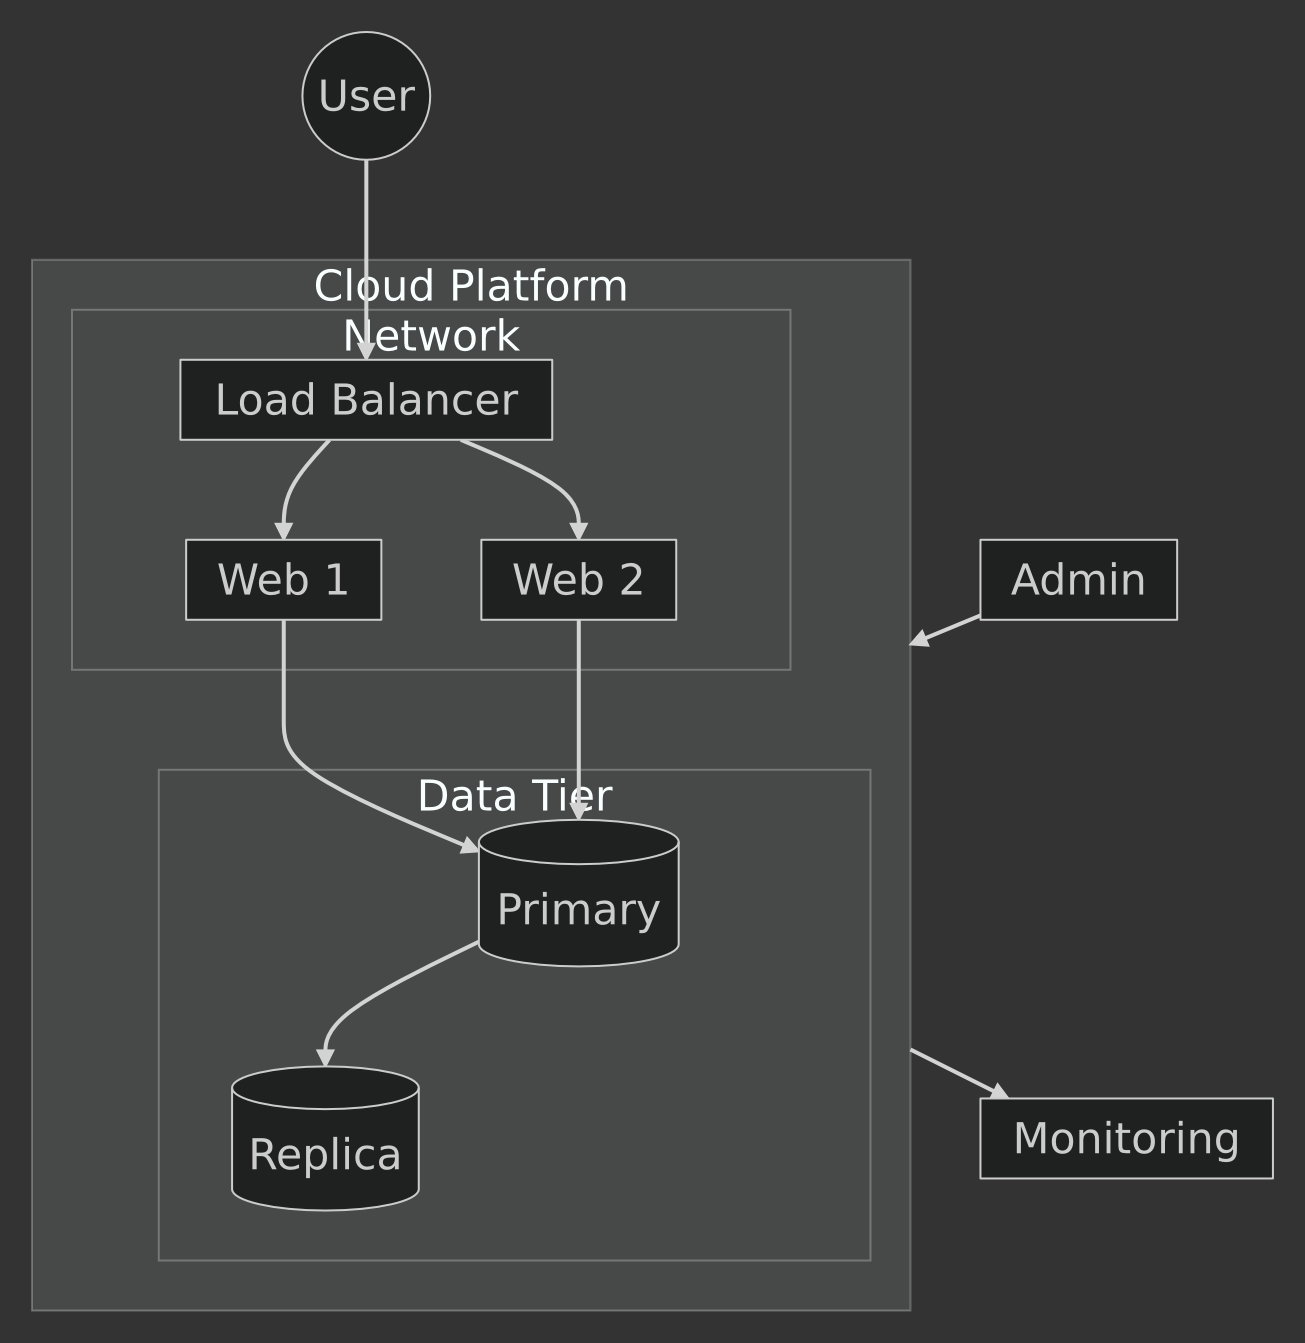 User
Cloud Platform
Network
Load Balancer
Web 1
Web 2
Admin
Data Tier
Primary
Replica
Monitoring